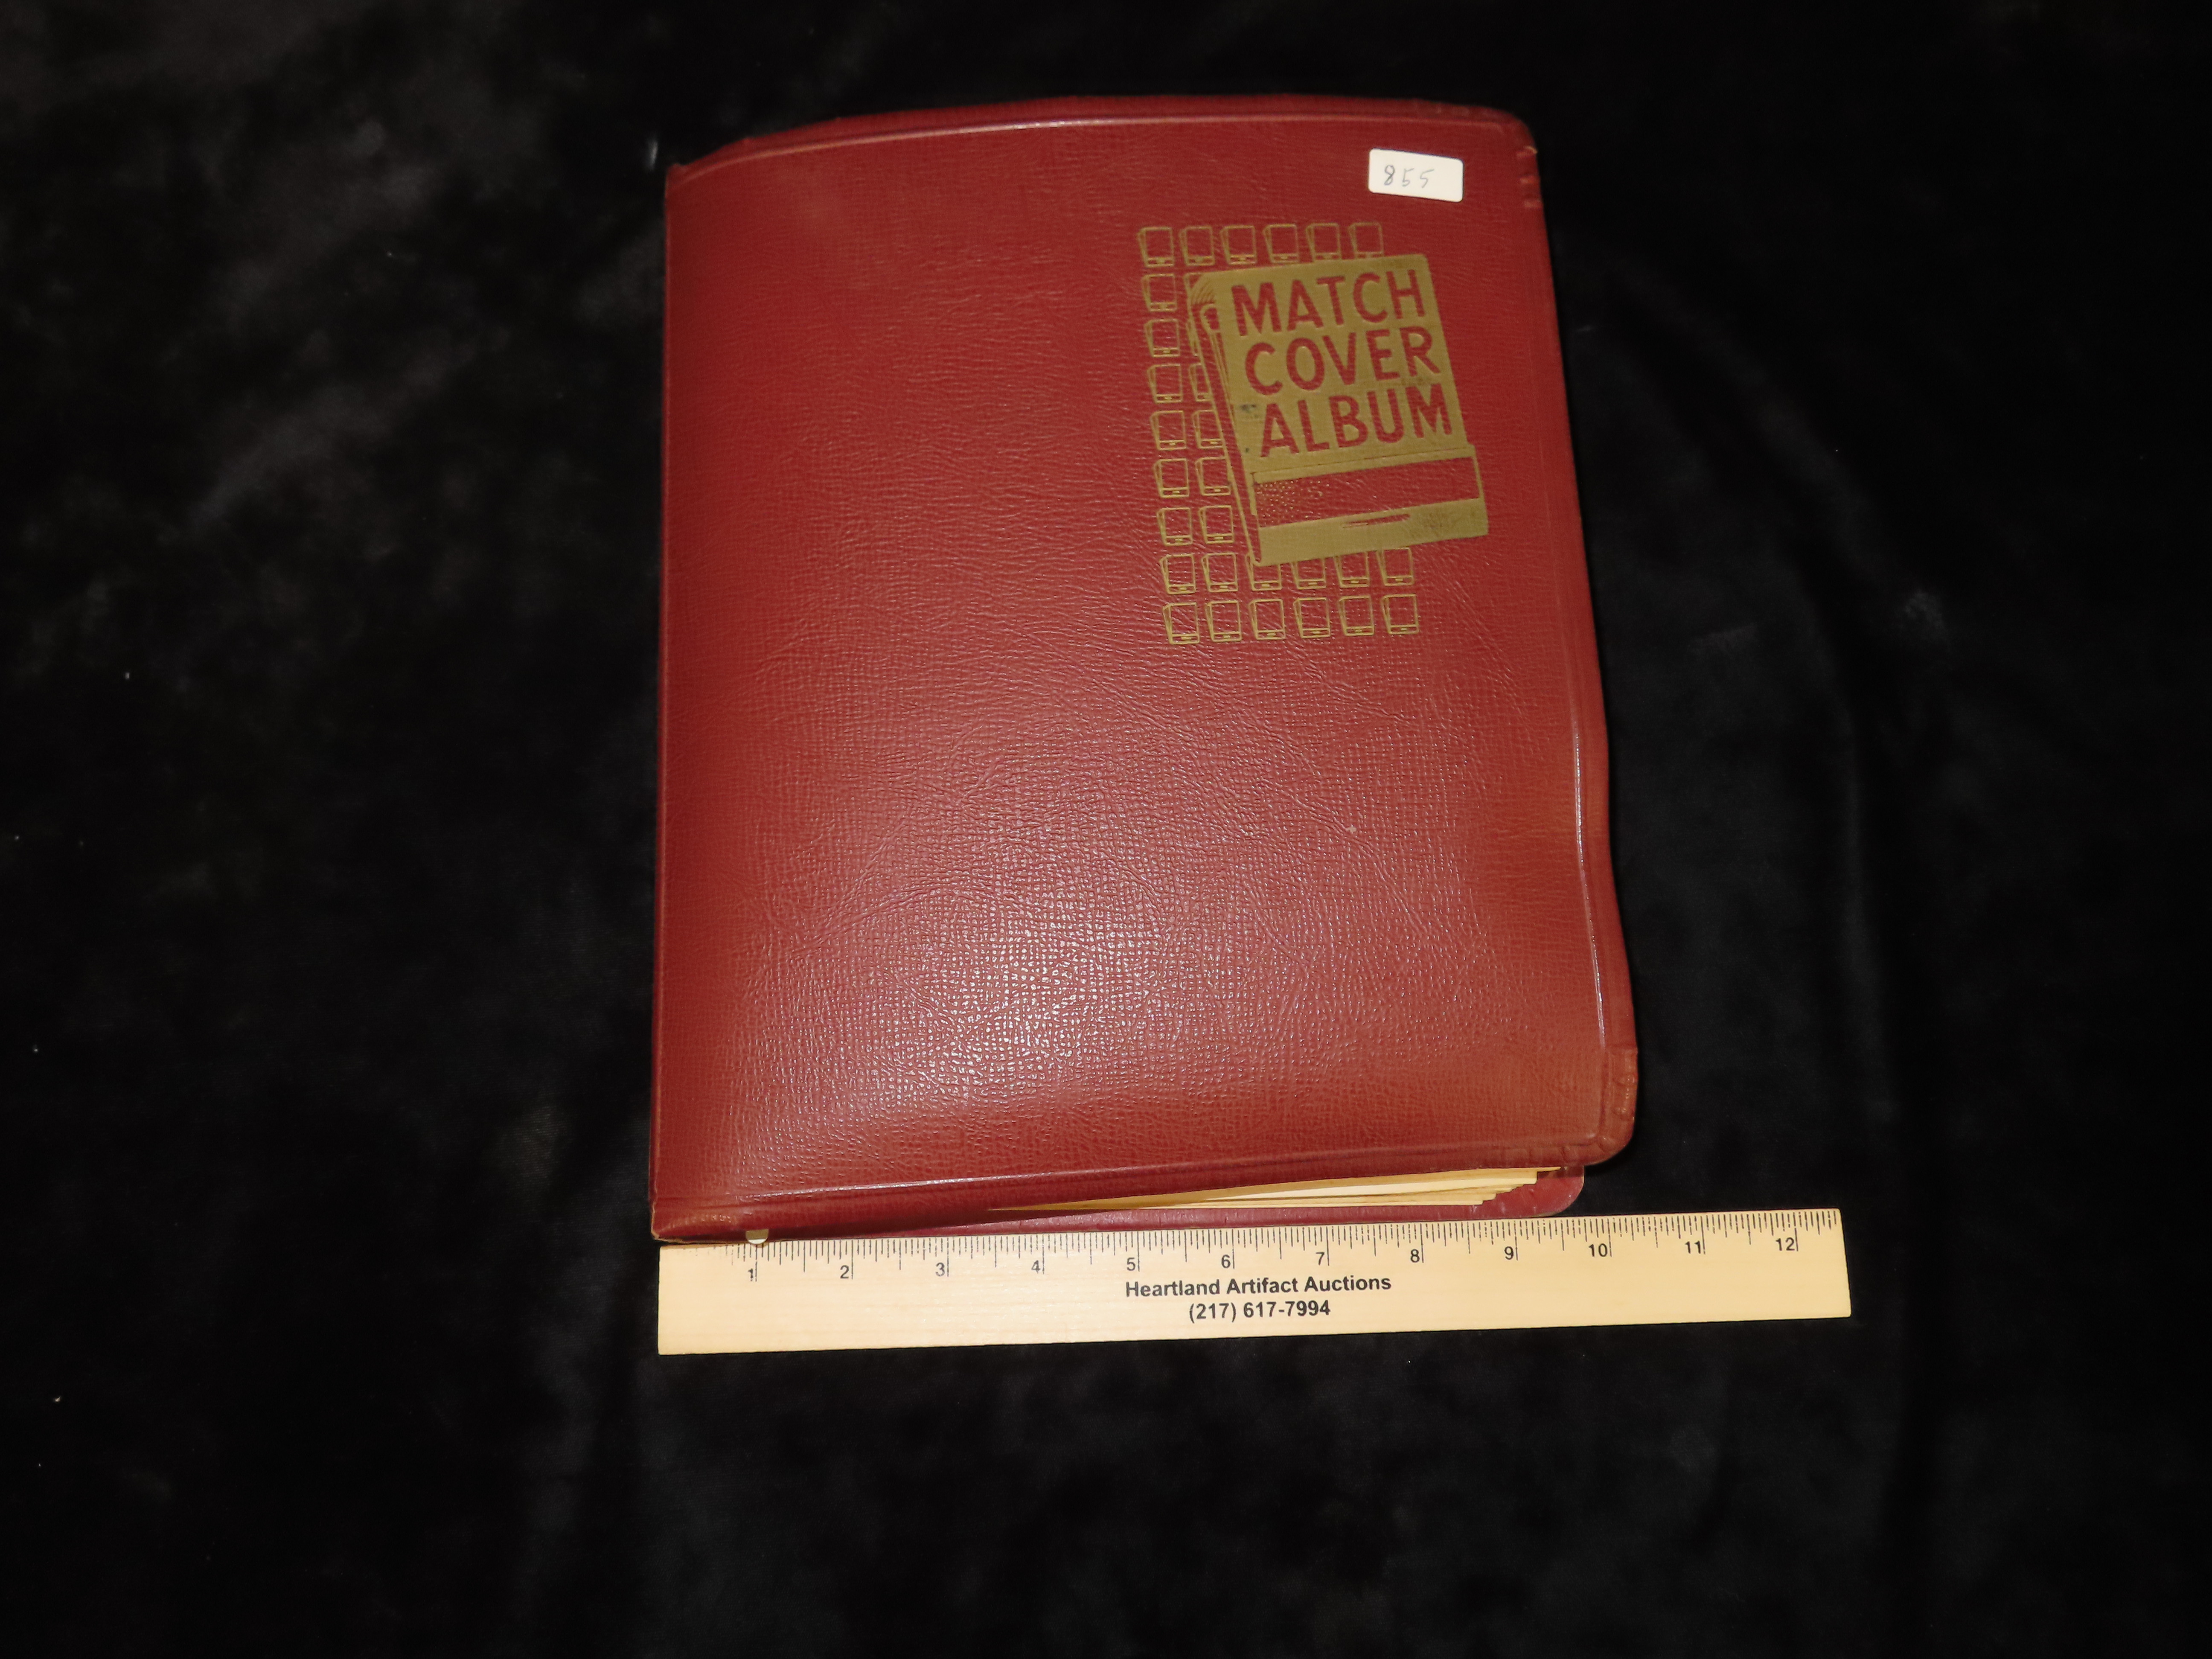 855
MATCH
COVER
ALBUM
1 2 3 4 5 6 7 8 9 10 11 12
Heartland Artifact Auctions
(217) 617-7994